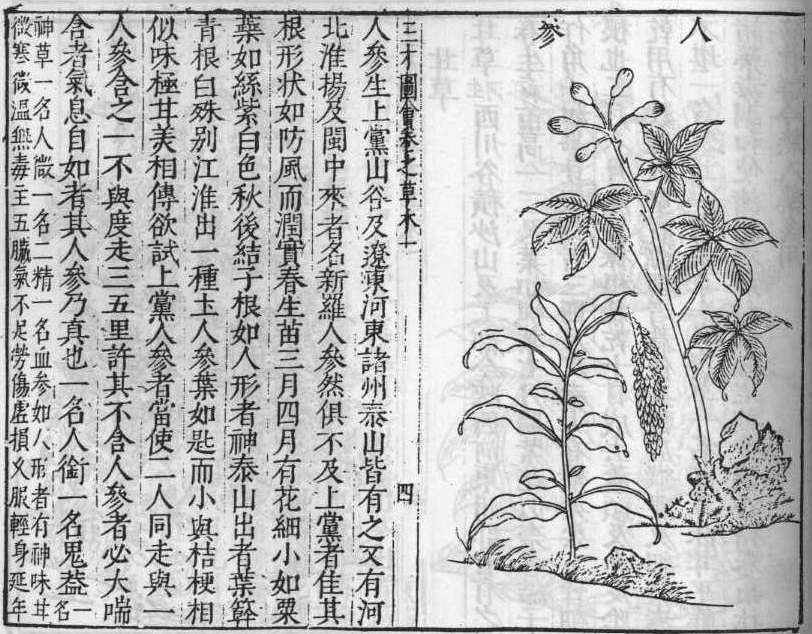 人參
三才圖會卷之草木一 四
人參生上黨山谷及遼東河東諸州泰山皆有之又有河
北淮揚及閩中來者名新羅人參然俱不及上黨者佳其
根形狀如防風而潤實春生苗三月四月有花細小如粟
蕐如絲紫白色秋後結子根如人形者神泰山出者葉簳
青根白殊别江淮出一種土人參葉如匙而小與桔梗相
似味極甘美相傳欲試上黨人參者當使二人同走與一
人參含之一不與度走三五里許其不含人參者必大喘
含者氣息自如者其人參乃真也一名人銜一名鬼盖一名
神草一名人微一名二精一名血參如人形者有神味甘
微寒微温無毒主五臟氣不足勞傷虛損乂服輕身延年